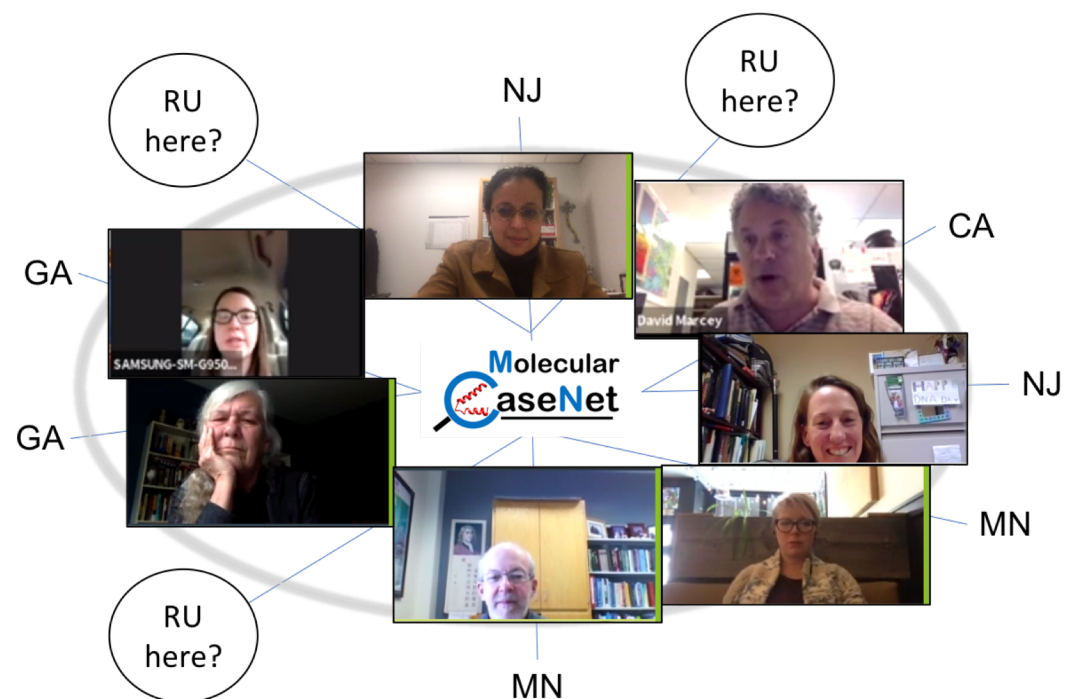 RU
here?
NJ
RU
here?
GA
CA
SAMSUNG-SM-G950...
David Marcey
Molecular
CaseNet
NJ
GA
MN
RU
here?
MN